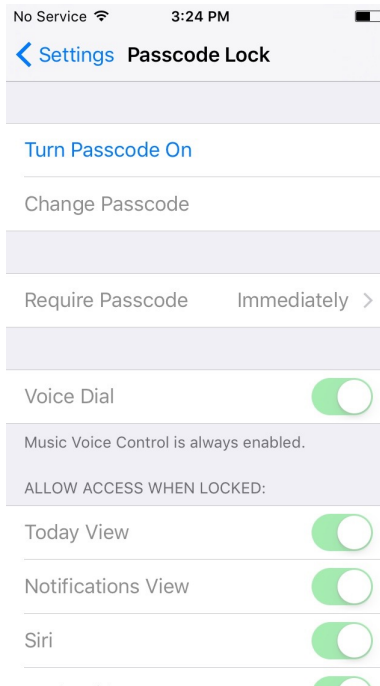 No Service 3:24 PM
Settings Passcode Lock
Turn Passcode On
Change Passcode
Require Passcode Immediately
Voice Dial
Music Voice Control is always enabled.
ALLOW ACCESS WHEN LOCKED:
Today View
Notifications View
Siri